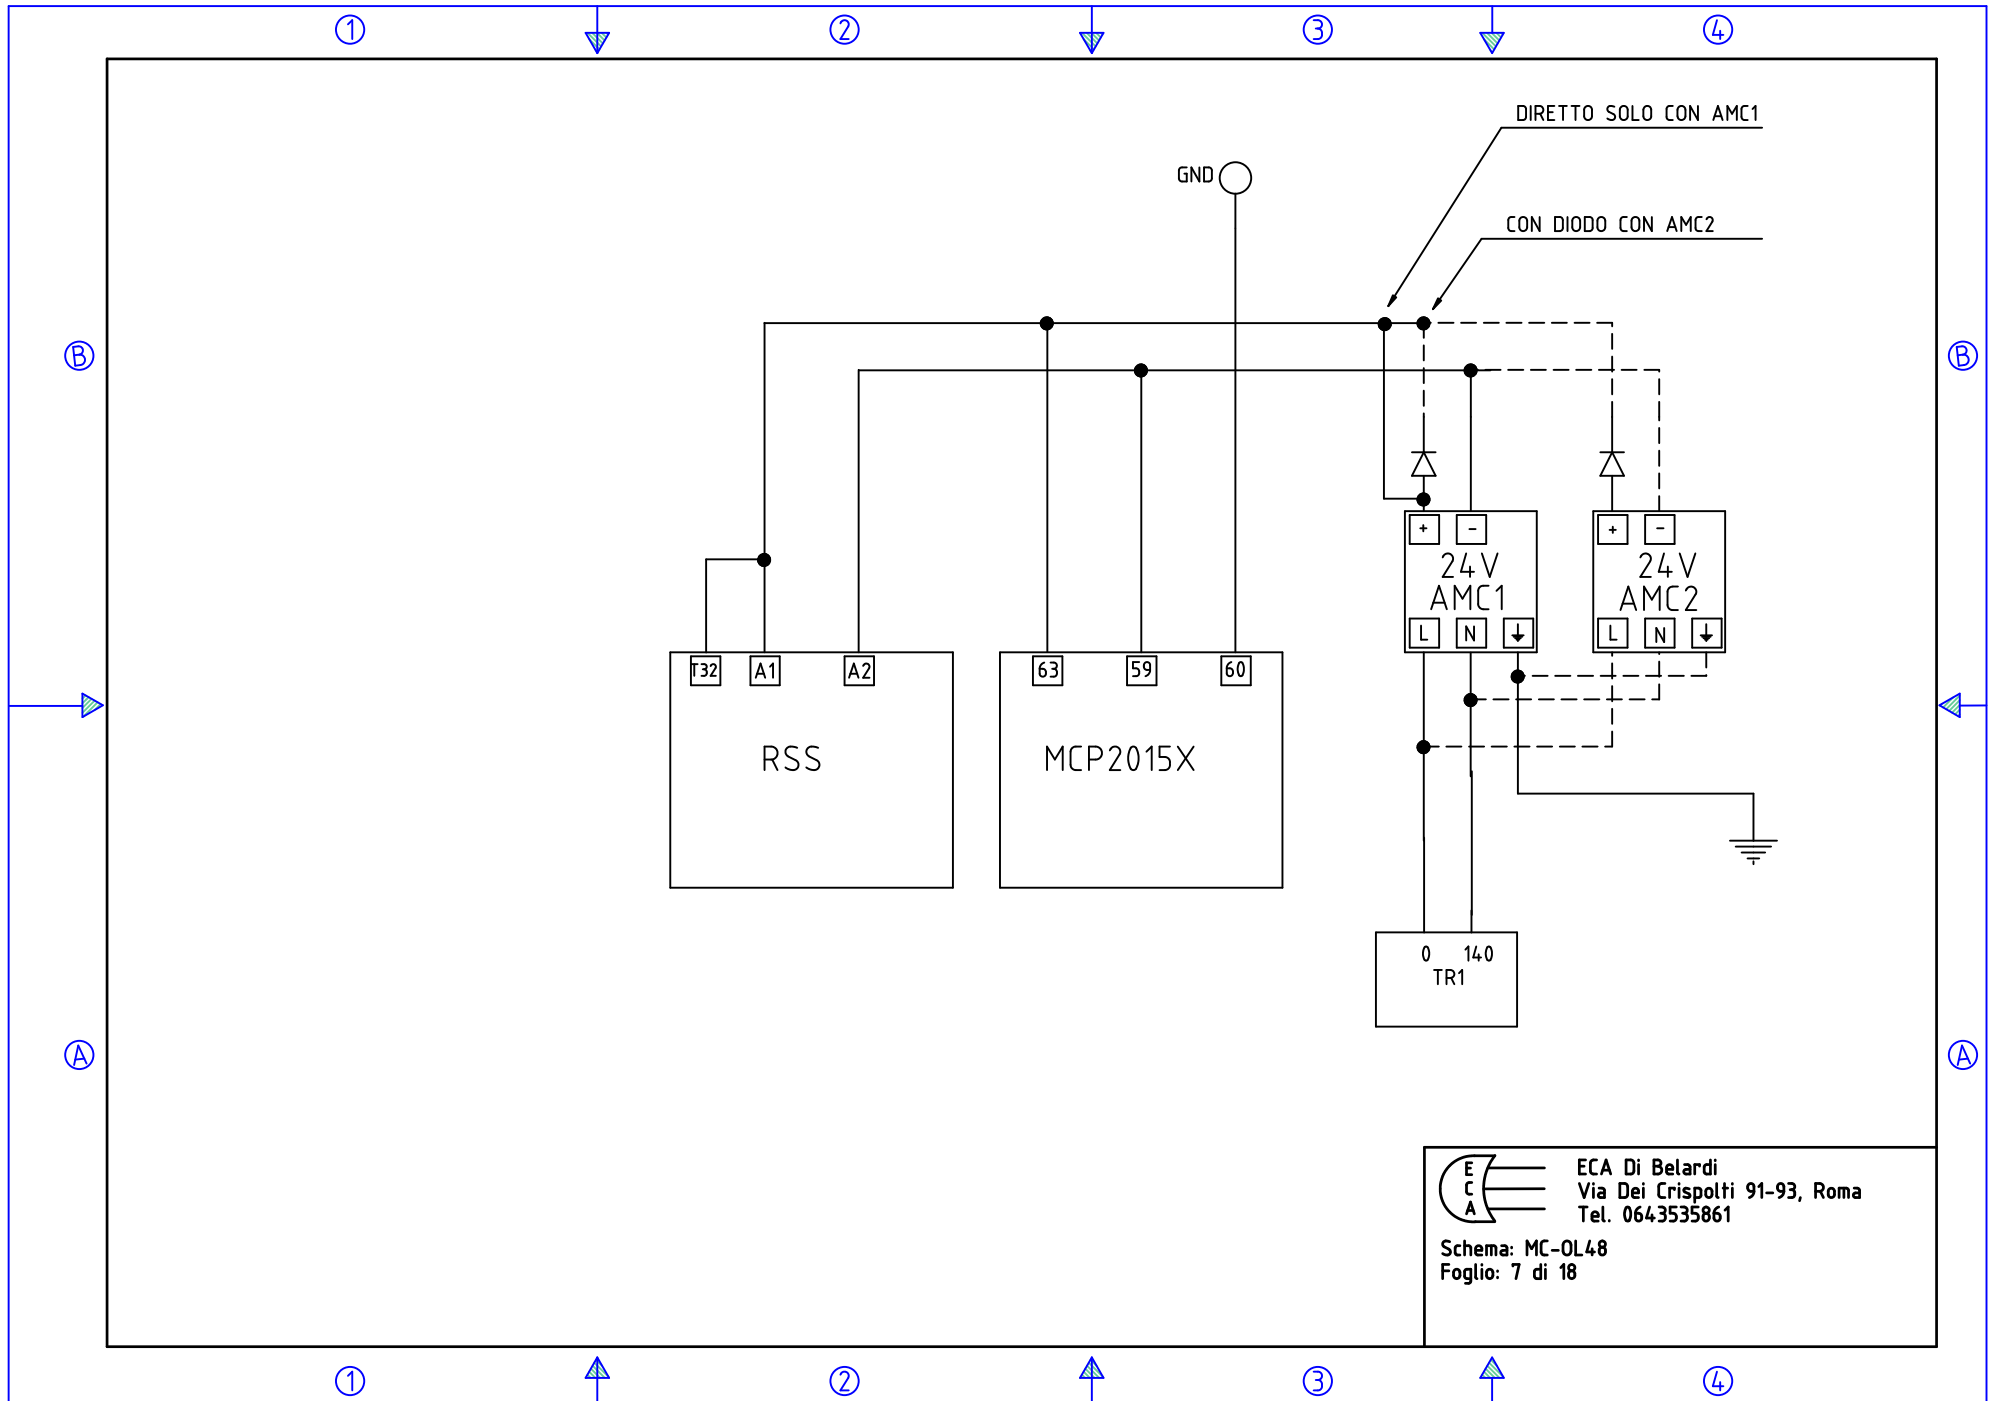 1 2 3 4
DIRETTO SOLO CON AMC1
GND
CON DIODO CON AMC2
B B
+ - + -
24V 24V
AMC1 AMC2
L N L N
T32 A1 A2 63 59 60
RSS MCP2015X
0 140
TR1
A A
E
C
A
ECA Di Belardi
Via Dei Crispolti 91-93, Roma
Tel. 0643535861
Schema: MC-OL48
Foglio: 7 di 18
1 2 3 4